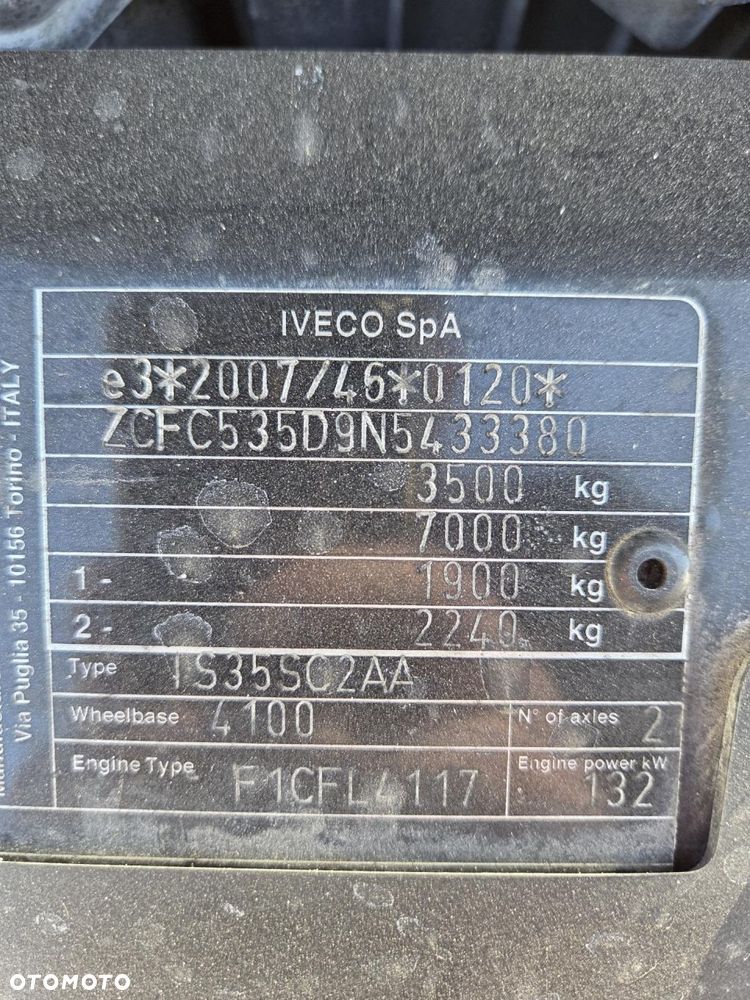 IVECO SpA
e3*2007/46*0120*
ZCFC535D9N5433380
3500 kg
7000 kg
1- 1900 kg
2- 2240 kg
Type IS35SC2AA
Wheelbase 4100 N° of axles 2
Engine Type F1CFL4117 Engine power kW 132
Via Puglia 35 - 10156 Torino - ITALY
OTOMOTO